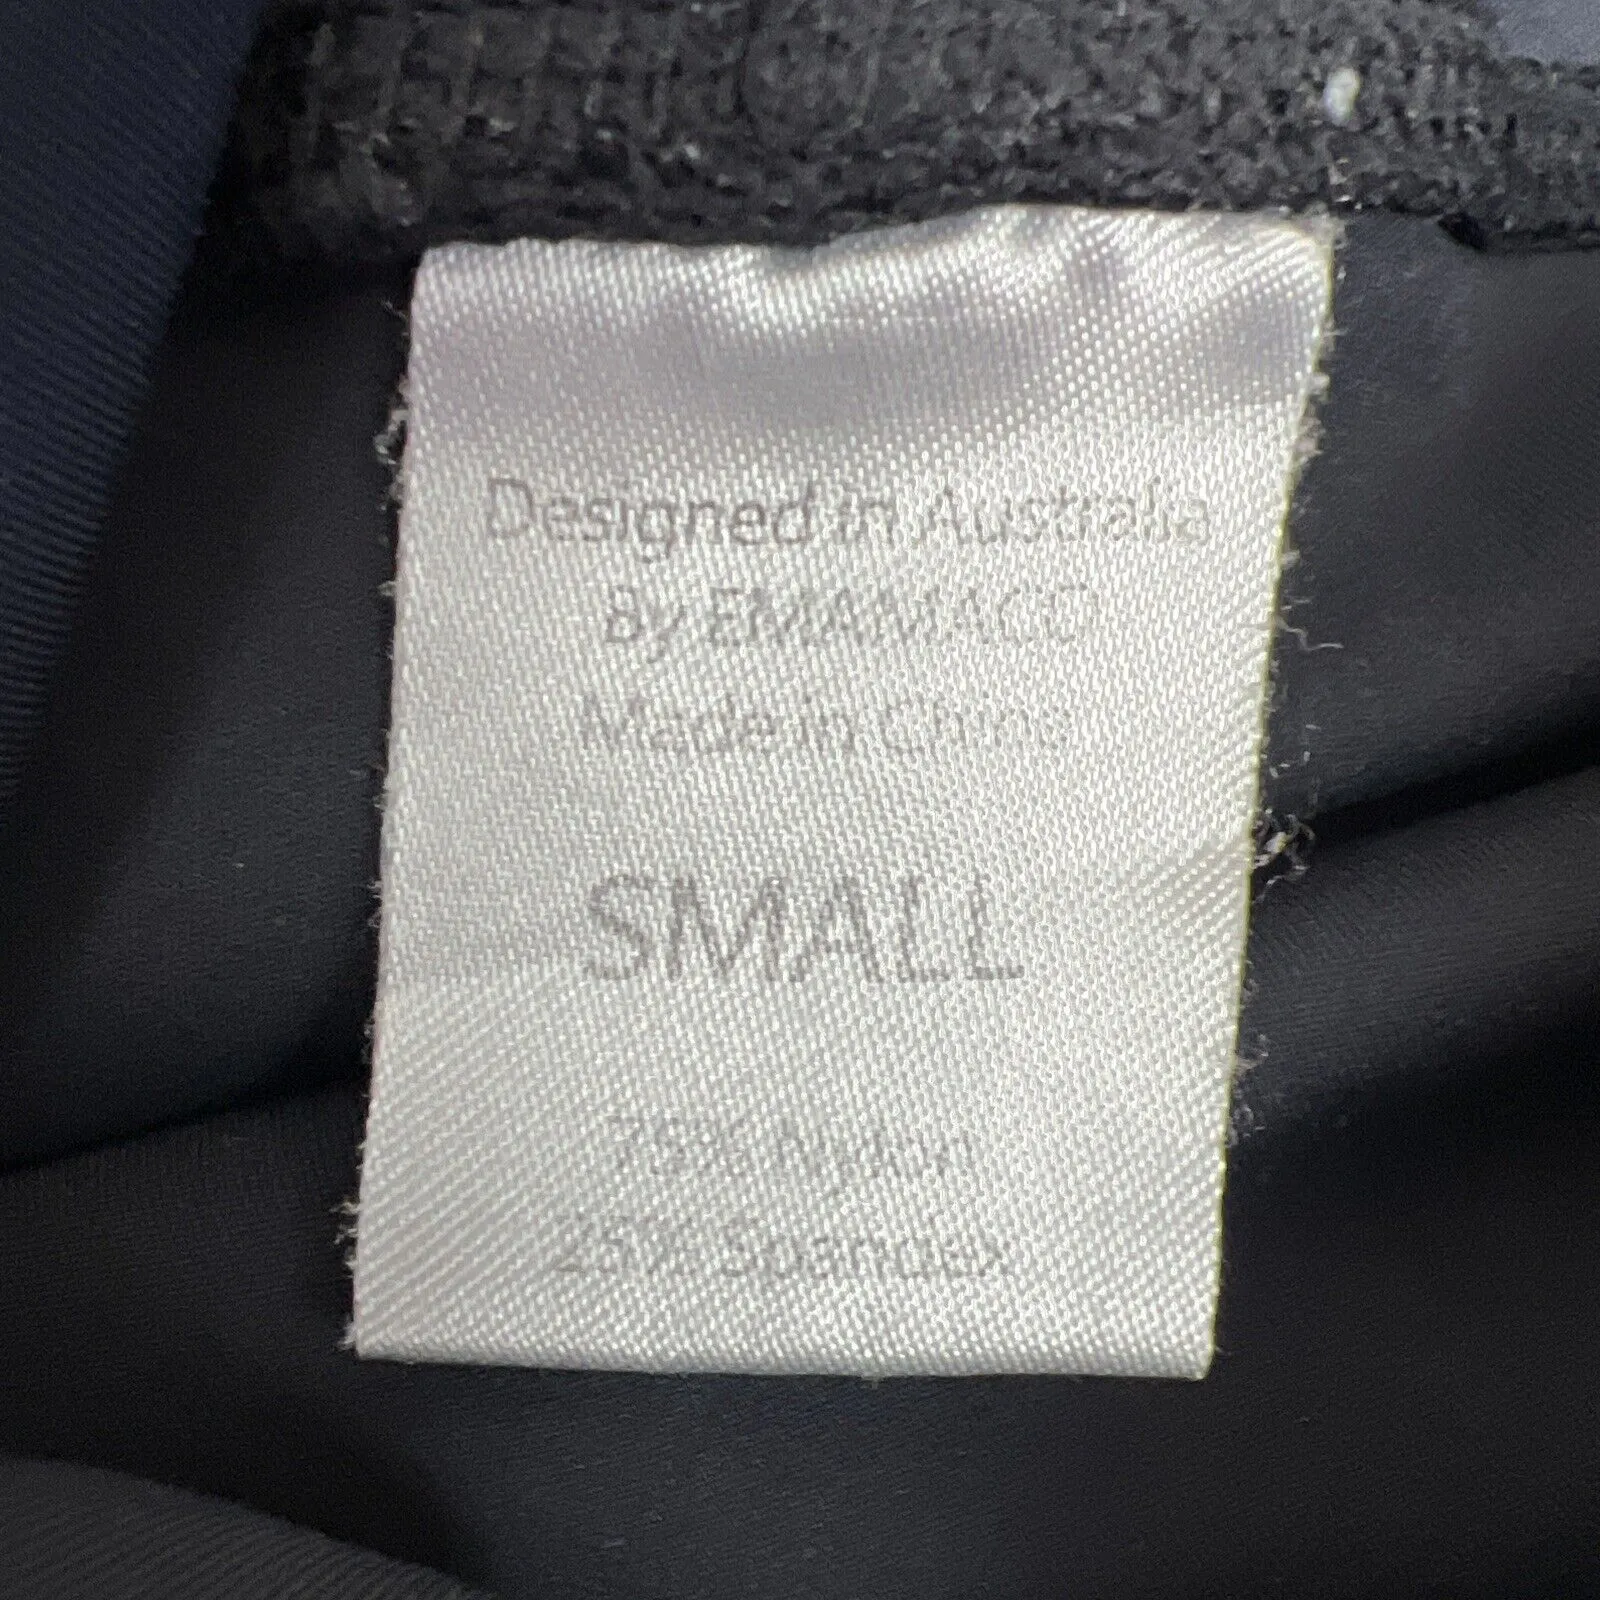 Designed in Australia
By EMAMACO
Made in China
SMALL
75% Nylon
25% Spandex